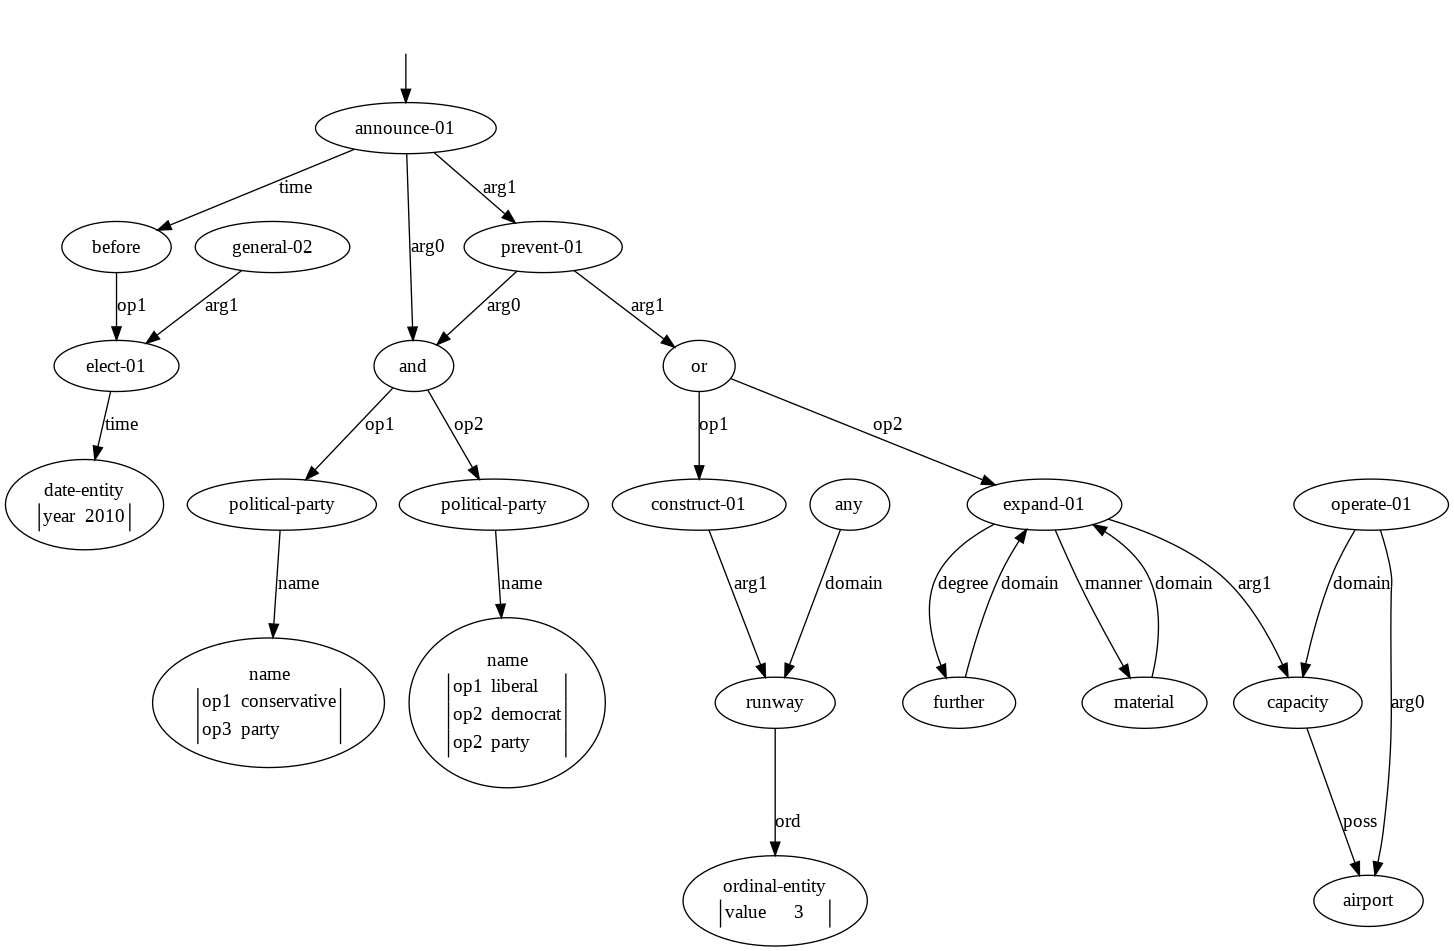 announce-01
time
arg1
before
general-02
arg0
prevent-01
op1
arg1
arg0
arg1
elect-01
and
or
time
op1
op2
op1
op2
date-entity
year 2010
political-party
political-party
construct-01
any
expand-01
operate-01
name
name
arg1
domain
degree
domain
manner
domain
arg1
domain
name
op1 conservative
op3 party
name
op1 liberal
op2 democrat
op2 party
runway
further
material
capacity
arg0
ord
poss
ordinal-entity
value 3
airport